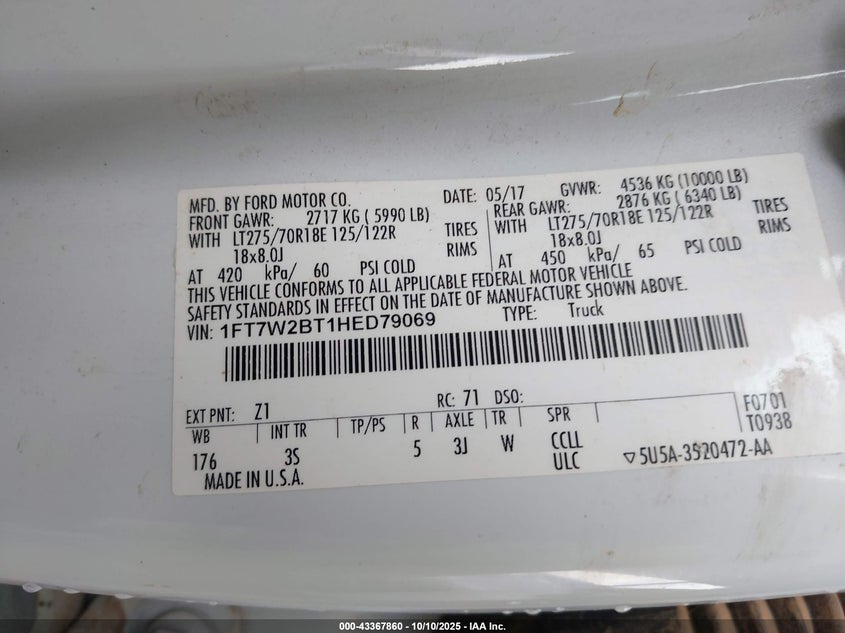 MFD. BY FORD MOTOR CO. DATE: 05/17 GVWR: 4536 KG (10000 LB)
FRONT GAWR: 2717 KG ( 5990 LB) REAR GAWR: 2876 KG ( 6340 LB)
WITH LT275/70R18E 125/122R TIRES WITH LT275/70R18E 125/122R TIRES
18x8.0J RIMS 18x8.0J RIMS
AT 420 kPa/ 60 PSI COLD AT 450 kPa/ 65 PSI COLD
THIS VEHICLE CONFORMS TO ALL APPLICABLE FEDERAL MOTOR VEHICLE
SAFETY STANDARDS IN EFFECT ON THE DATE OF MANUFACTURE SHOWN ABOVE.
VIN: 1FT7W2BT1HED79069 TYPE: Truck
EXT PNT: Z1 RC: 71 DSO: F0701
WB INT TR TP/PS R AXLE TR SPR T0938
176 3S 5 3J W CCLL
ULC ▽5U5A-3520472-AA
MADE IN U.S.A.
000-43367860 - 10/10/2025 - IAA Inc.